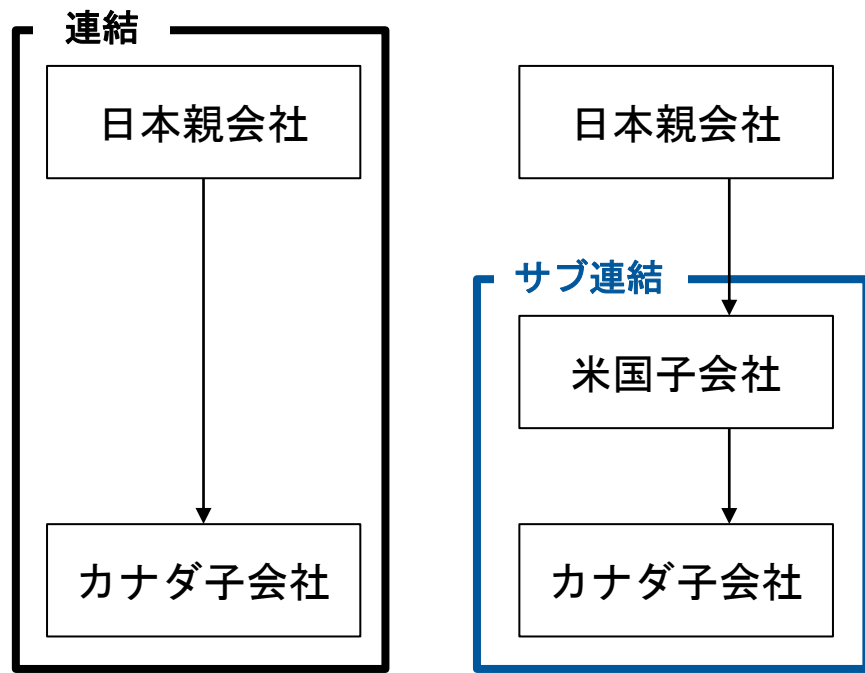 連結
日本親会社
カナダ子会社
日本親会社
サブ連結
米国子会社
カナダ子会社